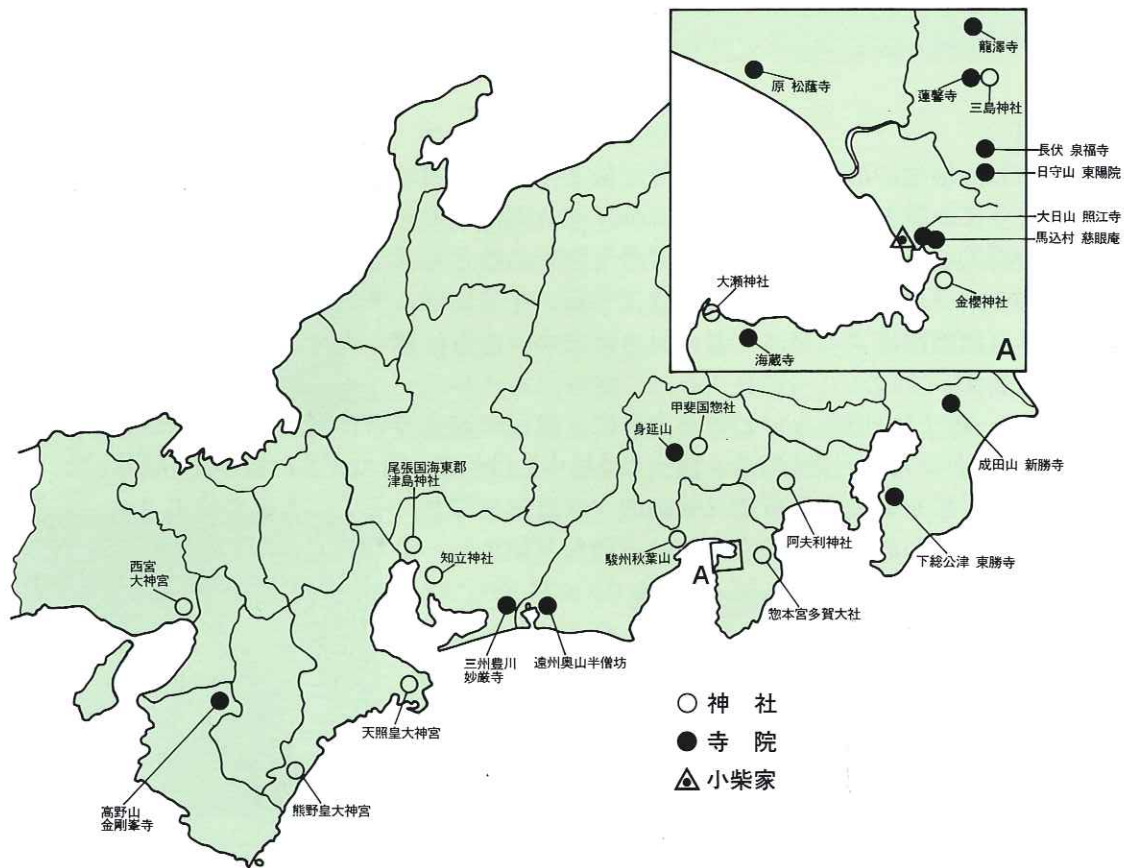 龍澤寺
原 松蔭寺
蓮馨寺
三島神社
長伏 泉福寺
日守山 東陽院
大日山 照江寺
馬込村 慈眼庵
大瀬神社
金櫻神社
海蔵寺
A
甲斐国惣社
身延山
成田山 新勝寺
尾張国海東郡
津島神社
阿夫利神社
下総公津 東勝寺
知立神社
駿州秋葉山
西宮
大神宮
A
惣本宮多賀大社
三州豊川
妙厳寺
遠州奥山半僧坊
天照皇大神宮
熊野皇大神宮
高野山
金剛峯寺
神社
寺院
小柴家